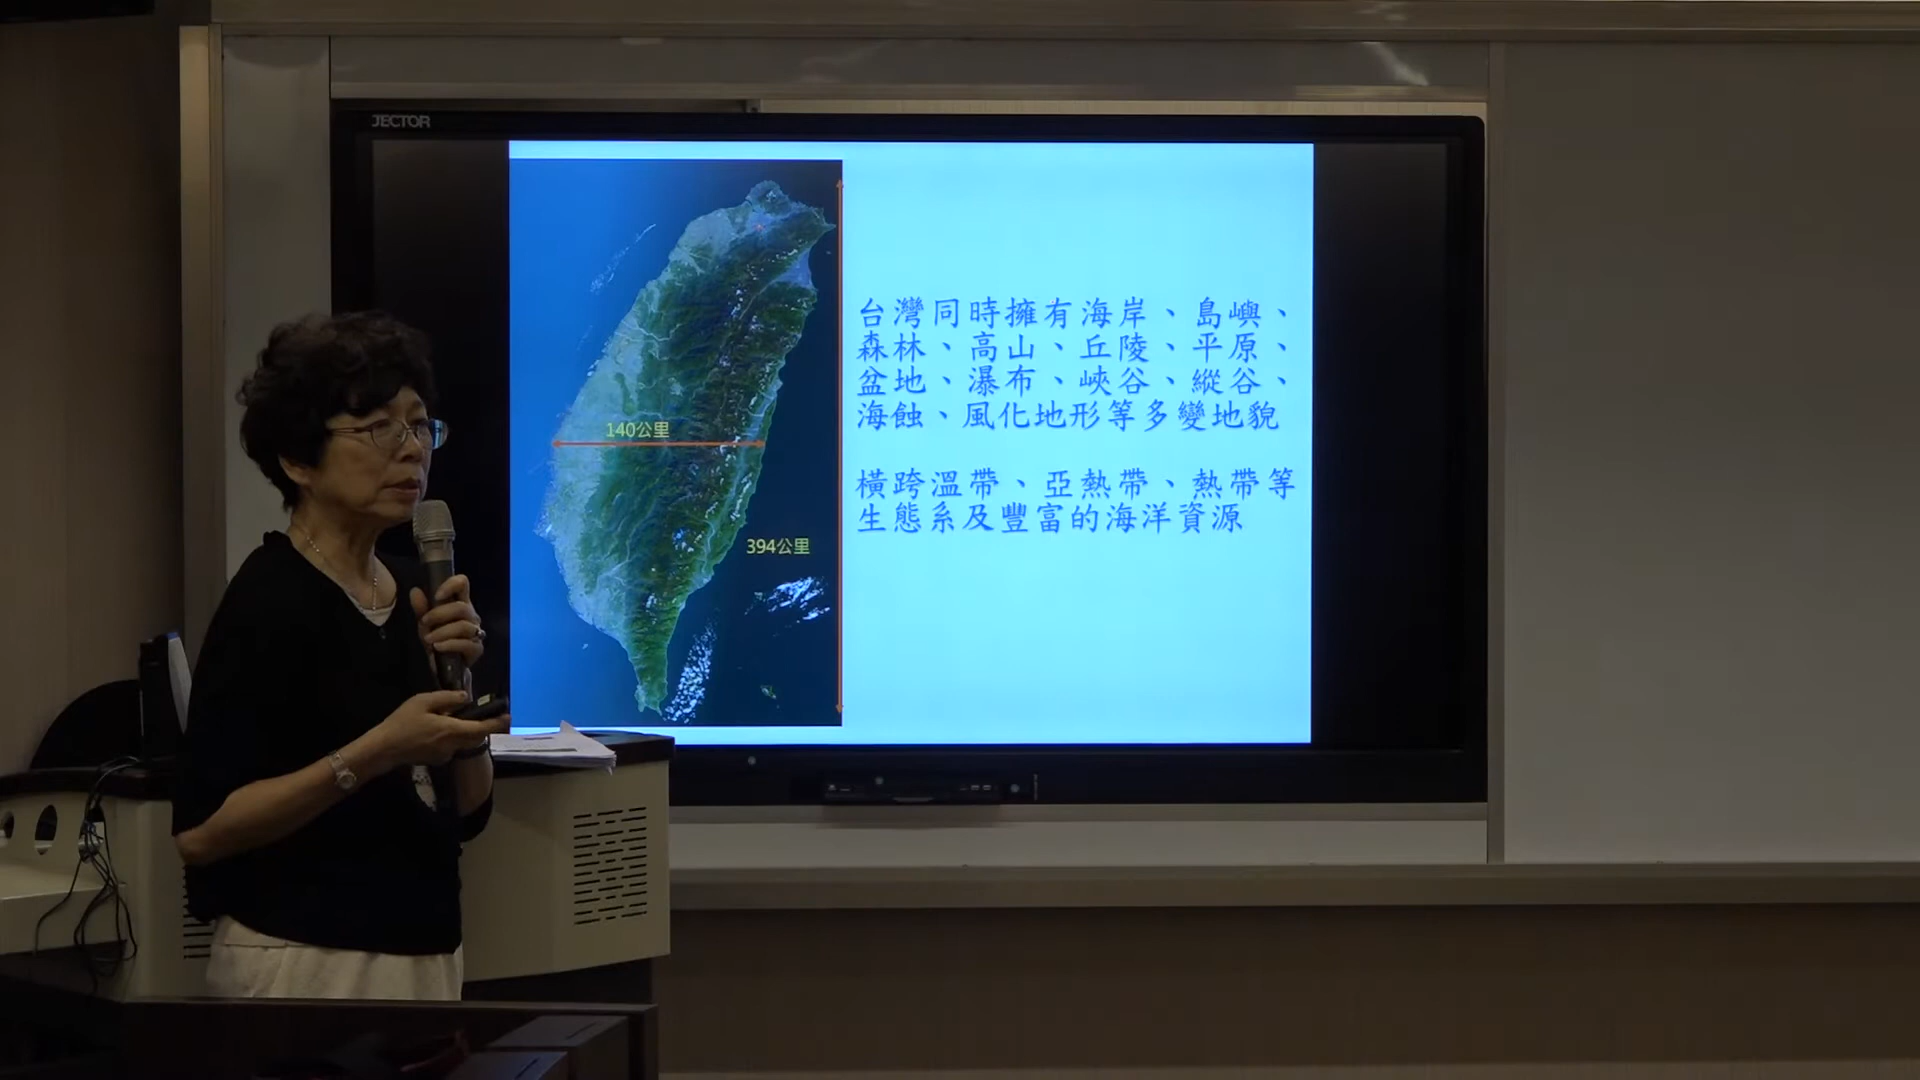 JECTOR
140公里
394公里
台灣同時擁有海岸、島嶼、
森林、高山、丘陵、平原、
盆地、瀑布、峽谷、縱谷、
海蝕、風化地形等多變地貌
橫跨溫帶、亞熱帶、熱帶等
生態系及豐富的海洋資源